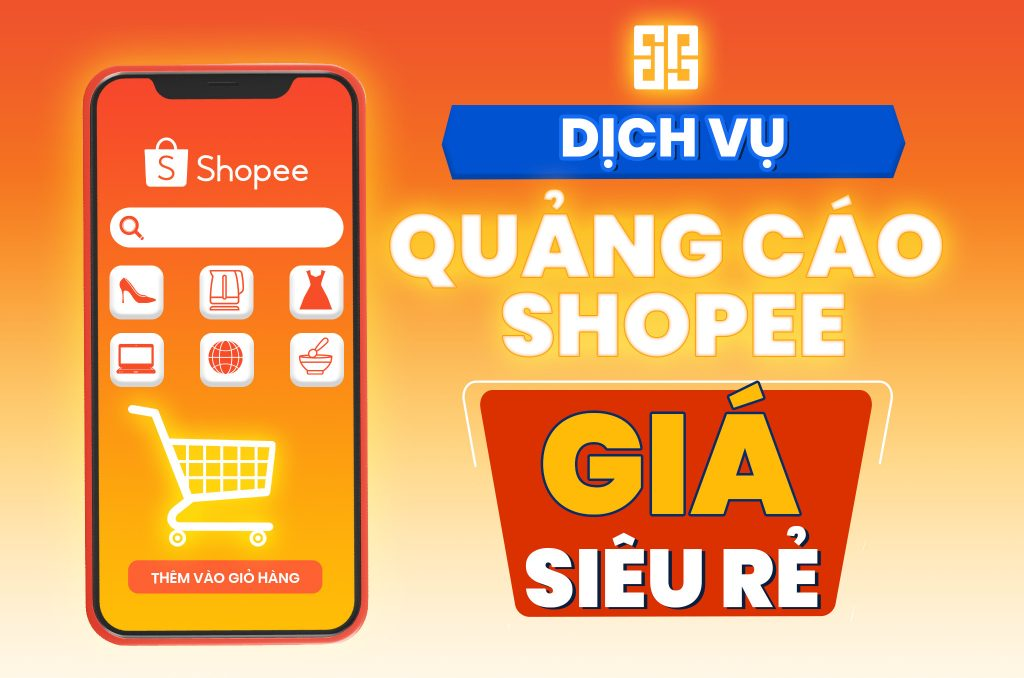 S Shopee
THÊM VÀO GIỎ HÀNG
DỊCH VỤ
QUẢNG CÁO
SHOPEE
GIÁ
SIÊU RẺ